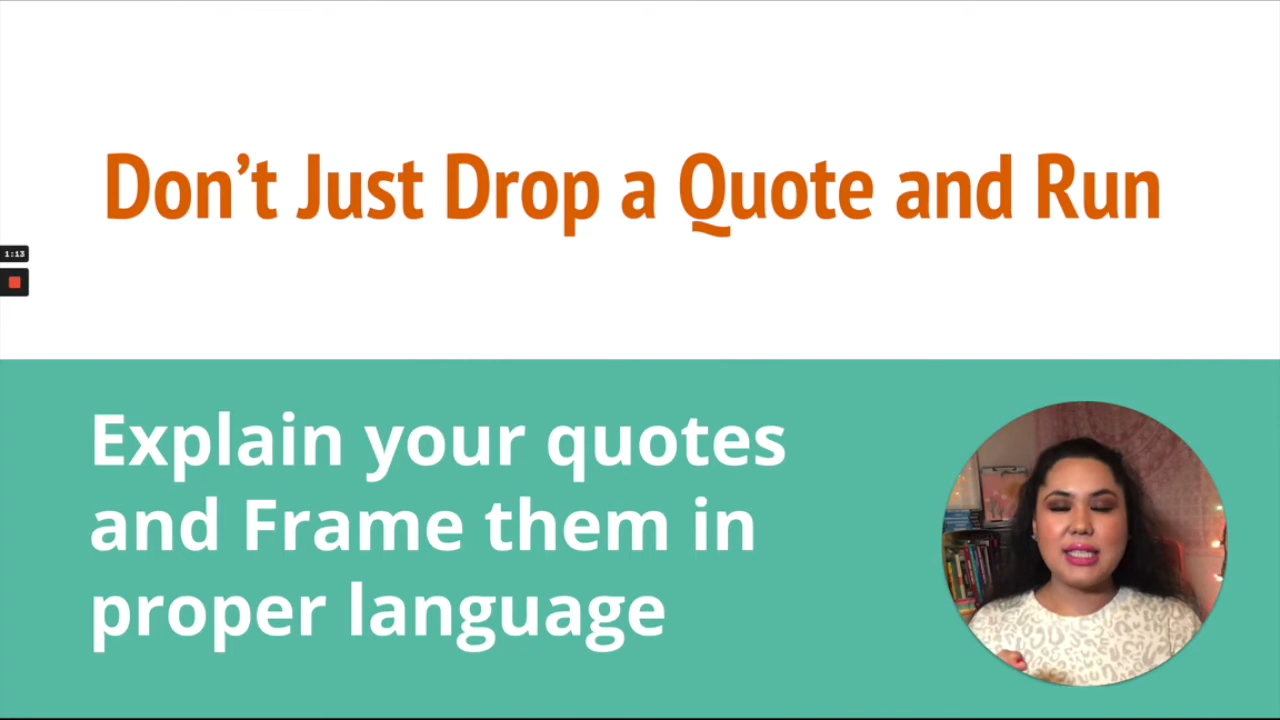 Don’t Just Drop a Quote and Run
1:13
Explain your quotes
and Frame them in
proper language